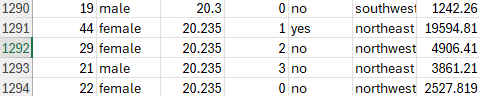 1290 19 male 20.3 0 no southwest 1242.26
1291 44 female 20.235 1 yes northeast 19594.81
1292 29 female 20.235 2 no northwest 4906.41
1293 21 male 20.235 3 no northeast 3861.21
1294 22 female 20.235 0 no northwest 2527.819